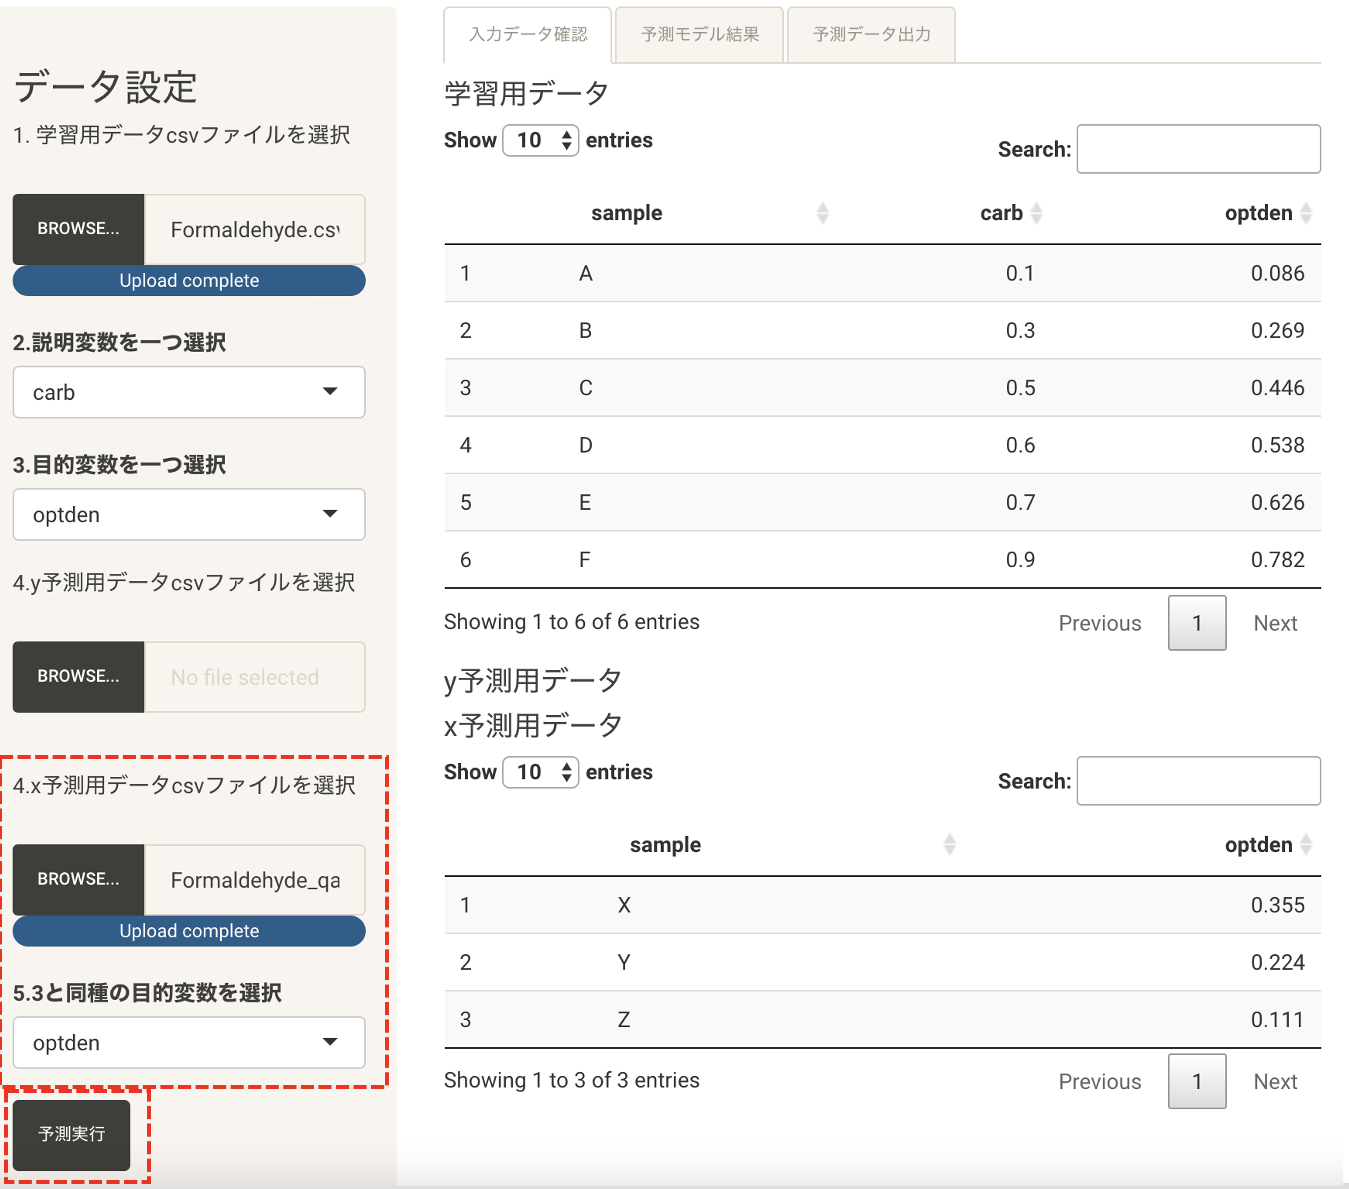 データ設定
1. 学習用データcsvファイルを選択
BROWSE... Formaldehyde.csv
Upload complete
2.説明変数を一つ選択
carb
3.目的変数を一つ選択
optden
4.y予測用データcsvファイルを選択
BROWSE... No file selected
4.x予測用データcsvファイルを選択
BROWSE... Formaldehyde_qa
Upload complete
5.3と同種の目的変数を選択
optden
予測実行
入力データ確認 予測モデル結果 予測データ出力
学習用データ
Show 10 entries Search:
sample carb optden
1 A 0.1 0.086
2 B 0.3 0.269
3 C 0.5 0.446
4 D 0.6 0.538
5 E 0.7 0.626
6 F 0.9 0.782
Showing 1 to 6 of 6 entries Previous 1 Next
y予測用データ
x予測用データ
Show 10 entries Search:
sample optden
1 X 0.355
2 Y 0.224
3 Z 0.111
Showing 1 to 3 of 3 entries Previous 1 Next